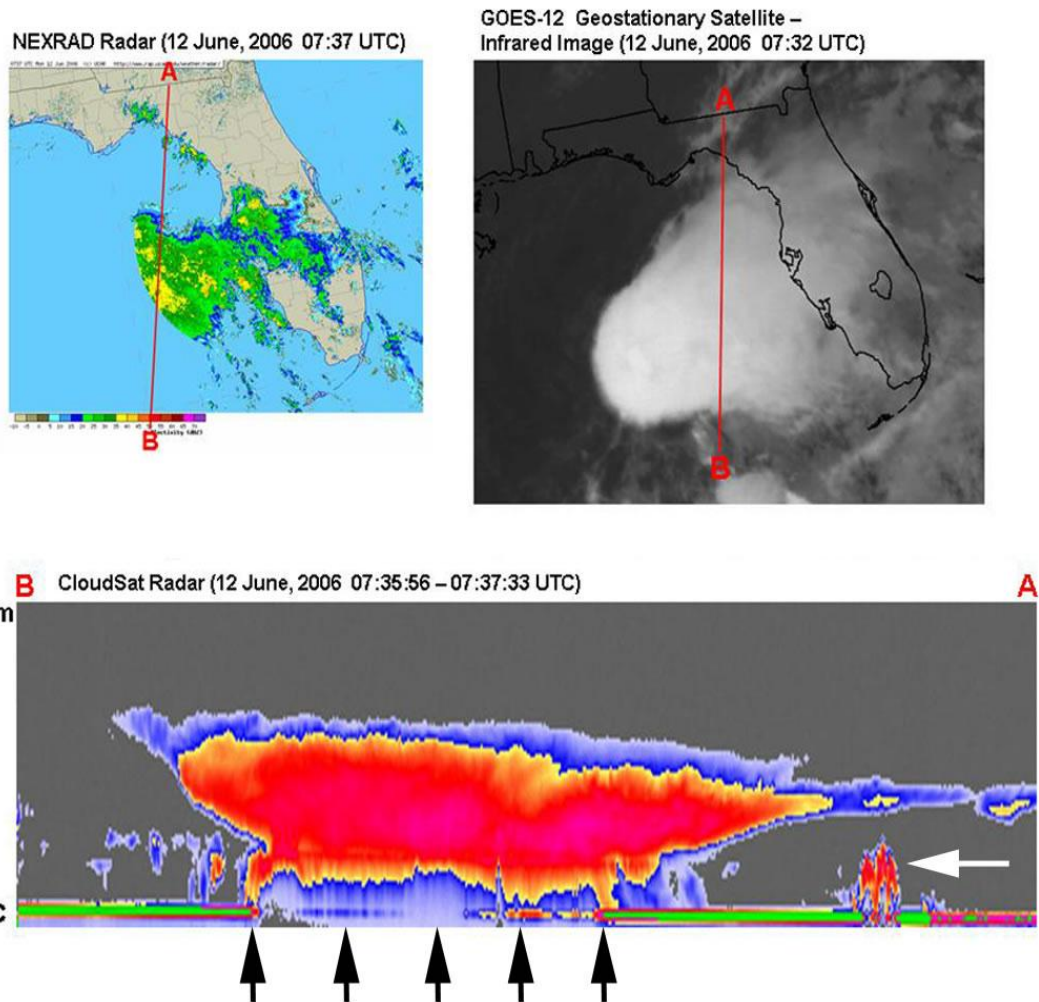 GOES-12 Geostationary Satellite –
Infrared Image (12 June, 2006 07:32 UTC)
NEXRAD Radar (12 June, 2006 07:37 UTC)
A
A
B
B
B CloudSat Radar (12 June, 2006 07:35:56 – 07:37:33 UTC) A
m